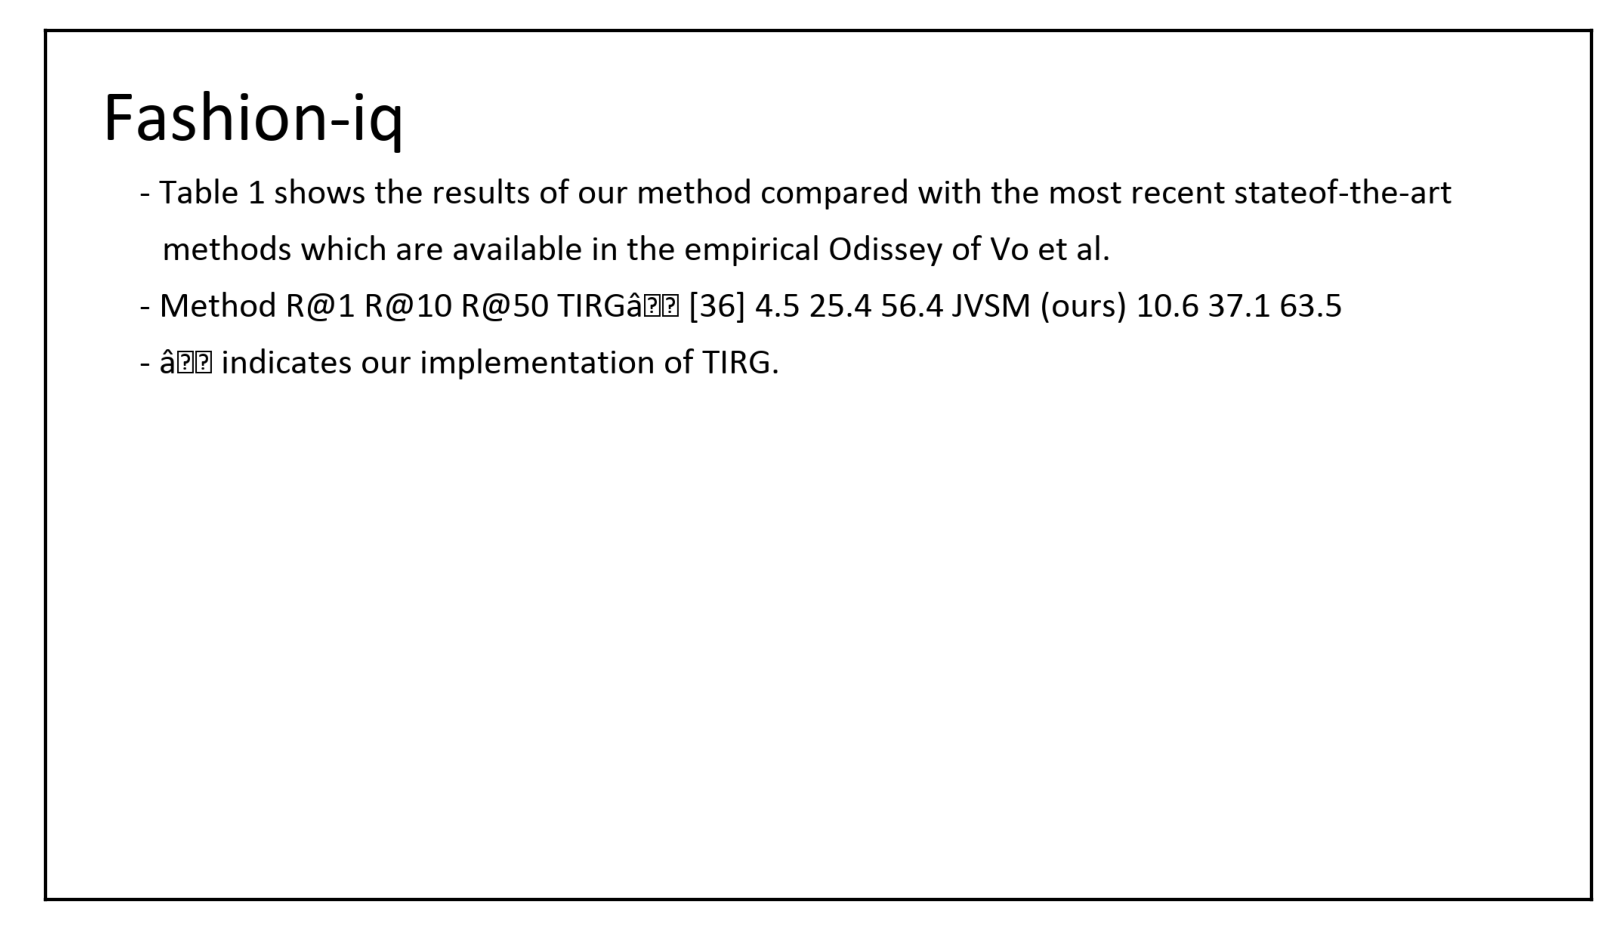 Fashion-iq
- Table 1 shows the results of our method compared with the most recent stateof-the-art
methods which are available in the empirical Odissey of Vo et al.
- Method R@1 R@10 R@50 TIRGâ⍰⍰ [36] 4.5 25.4 56.4 JVSM (ours) 10.6 37.1 63.5
- â⍰⍰ indicates our implementation of TIRG.